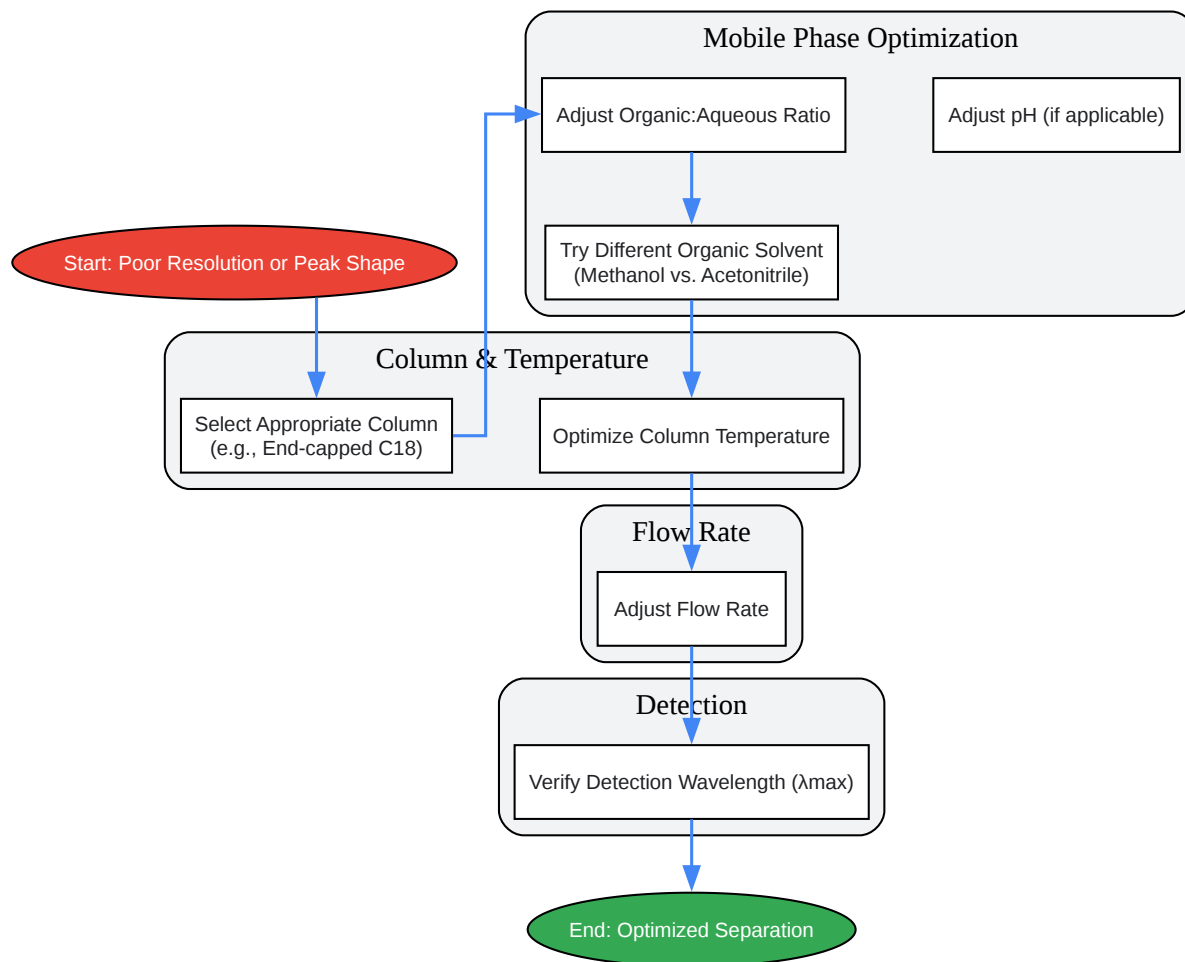 Mobile Phase Optimization
Adjust Organic:Aqueous Ratio
Adjust pH (if applicable)
Try Different Organic Solvent
(Methanol vs. Acetonitrile)
Start: Poor Resolution or Peak Shape
Column & Temperature
Select Appropriate Column
(e.g., End-capped C18)
Optimize Column Temperature
Flow Rate
Adjust Flow Rate
Detection
Verify Detection Wavelength (λmax)
End: Optimized Separation